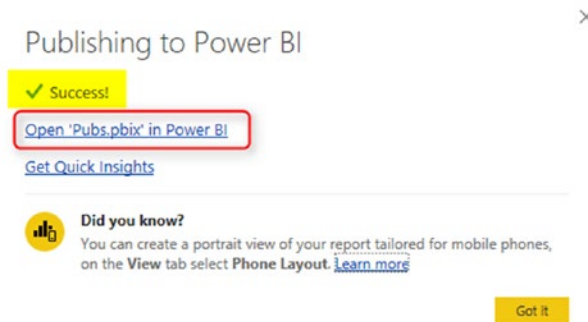 Publishing to Power BI
Success!
Open 'Pubs.pbix' in Power BI
Get Quick Insights
Did you know?
You can create a portrait view of your report tailored for mobile phones,
on the View tab select Phone Layout. Learn more
Got it